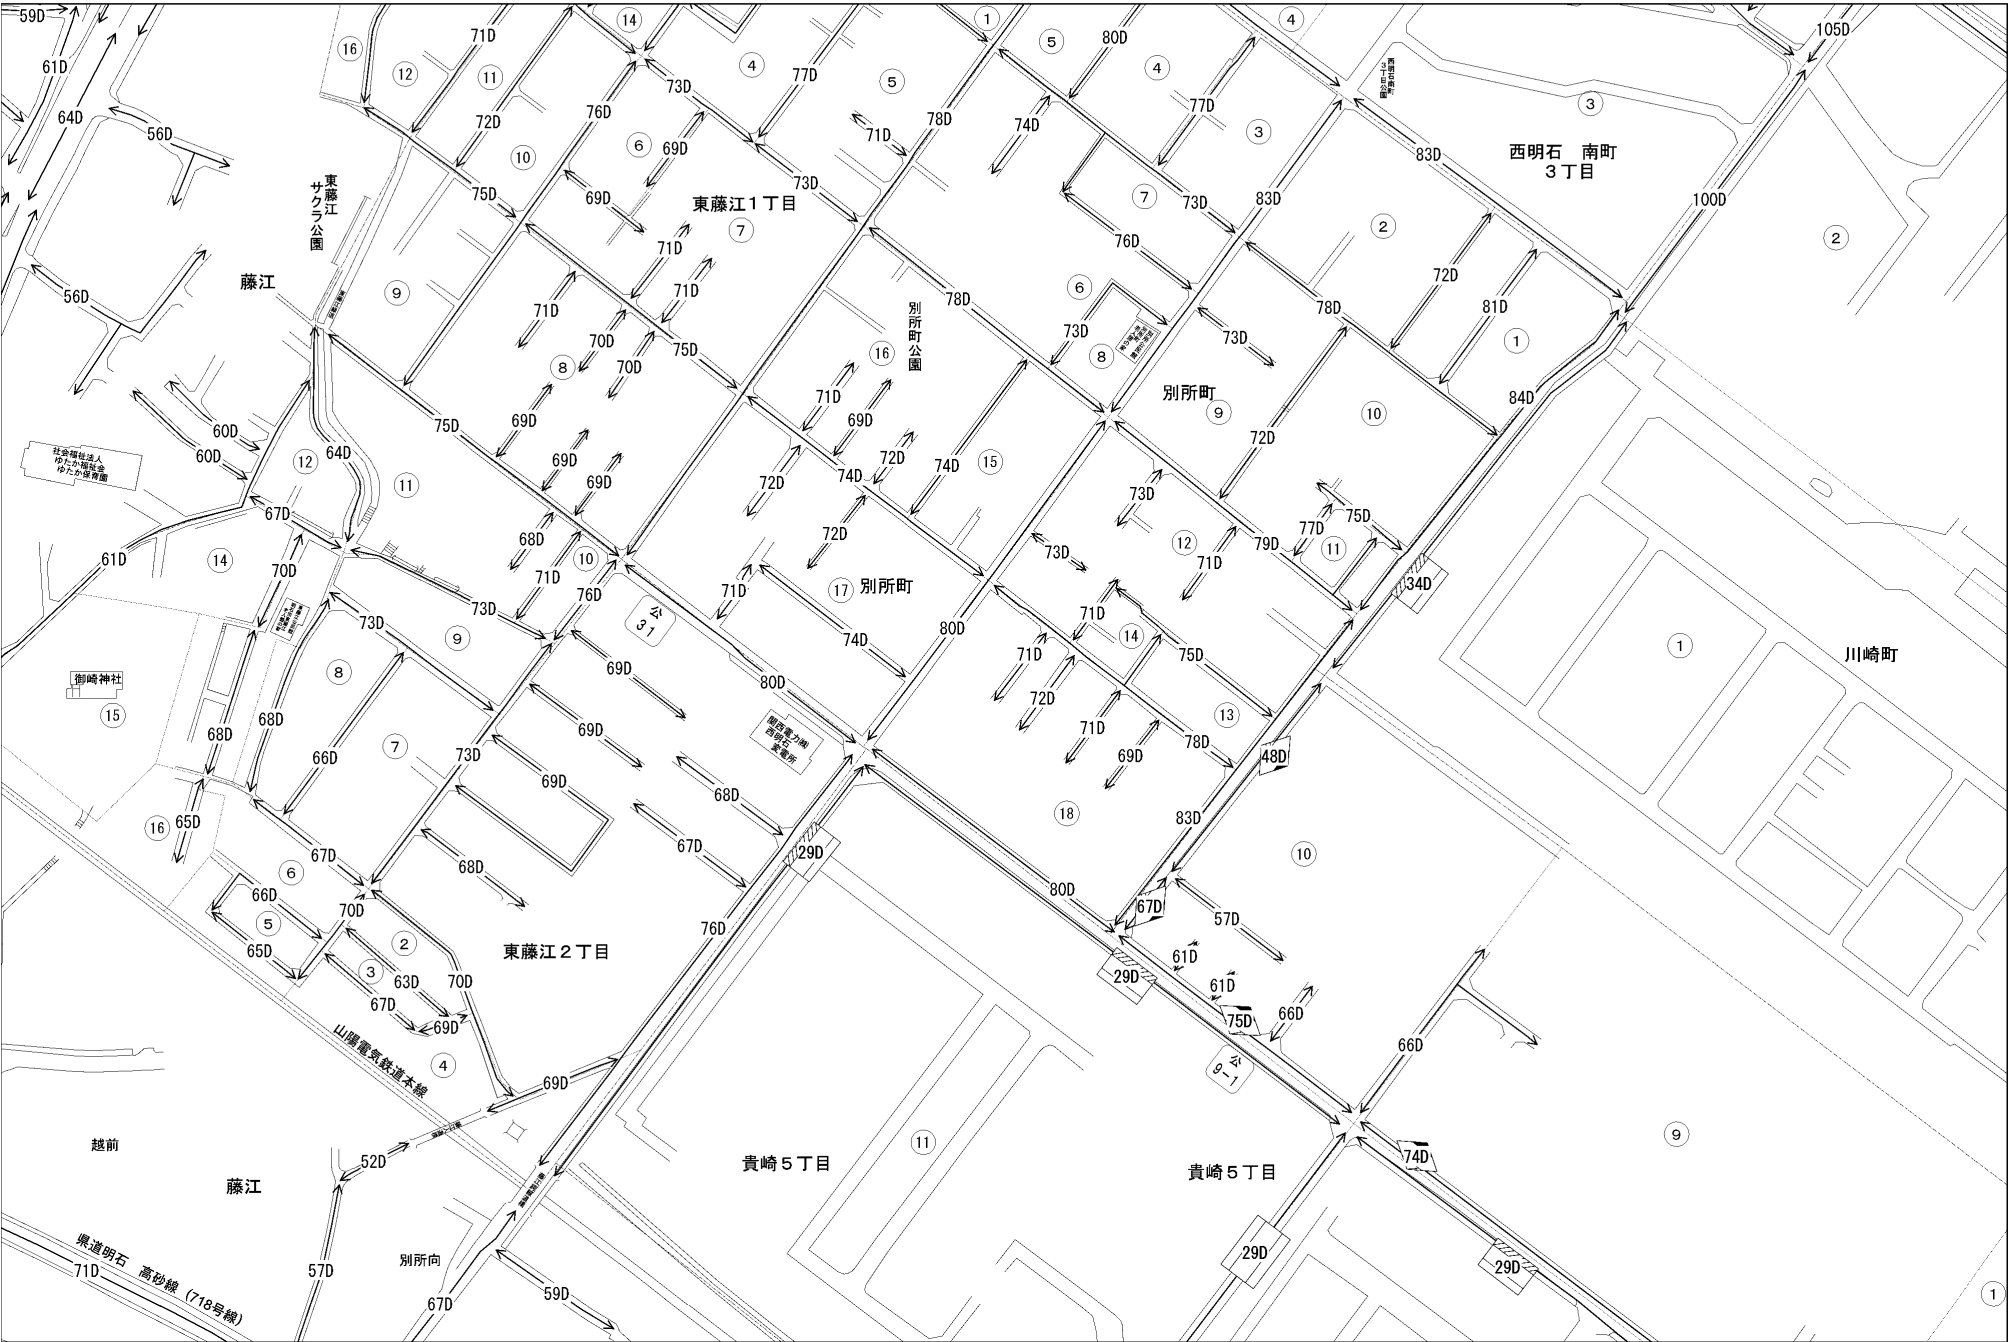 59D
61D
64D
56D
16
12
71D
11
72D
14
73D
76D
10
6
69D
4
77D
5
71D
78D
1
5
80D
4
77D
3
74D
4
105D
西明石南町
3丁目公園
3
西明石 南町
3丁目
83D
100D
2
83D
73D
7
76D
2
72D
81D
78D
1
84D
東藤江
サクラ公園
75D
69D
東藤江1丁目
7
73D
71D
71D
藤江
56D
9
71D
70D
70D
75D
8
78D
別所町公園
16
6
73D
8
73D
別所町
9
72D
10
60D
60D
社会福祉法人
ゆたか福祉会
ゆたか保育園
12
64D
11
75D
69D
69D
69D
71D
69D
72D
72D
74D
74D
15
67D
61D
14
70D
68D
10
71D
76D
72D
17
別所町
71D
73D
73D
12
71D
79D
77D
75D
11
34D
73D
73D
9
公
31
74D
80D
71D
14
71D
75D
72D
71D
69D
13
78D
川崎町
1
御崎神社
15
68D
68D
8
66D
7
73D
69D
69D
69D
68D
67D
80D
関西電力㈱
西明石
変電所
48D
83D
18
10
16
65D
67D
6
66D
5
65D
70D
2
3
63D
67D
70D
69D
4
68D
29D
76D
東藤江2丁目
80D
67D
57D
29D
61D
61D
75D
66D
66D
公
9-1
山陽電気鉄道本線
69D
越前
藤江
52D
57D
別所向
67D
59D
県道明石 高砂線 (718号線)
71D
貴崎5丁目
11
貴崎5丁目
29D
74D
29D
9
1